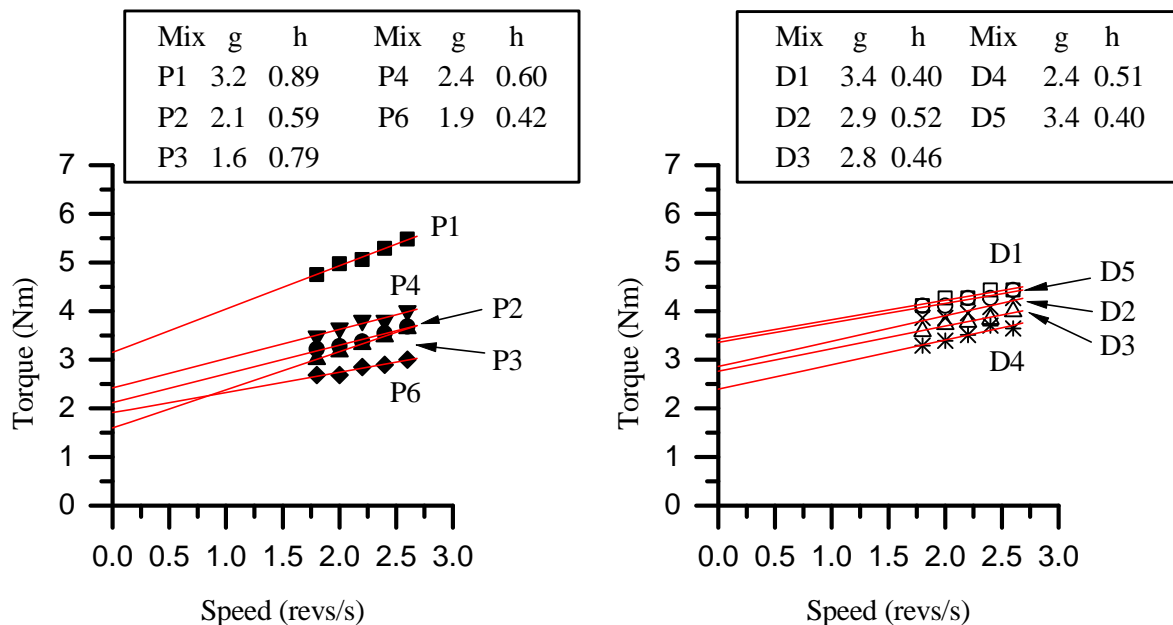 Mix g h Mix g h
P1 3.2 0.89 P4 2.4 0.60
P2 2.1 0.59 P6 1.9 0.42
P3 1.6 0.79
7
6
5
4
3
2
1
0
Torque (Nm)
P1
P4
P2
P3
P6
0.0 0.5 1.0 1.5 2.0 2.5 3.0
Speed (revs/s)
Mix g h Mix g h
D1 3.4 0.40 D4 2.4 0.51
D2 2.9 0.52 D5 3.4 0.40
D3 2.8 0.46
7
6
5
4
3
2
1
0
Torque (Nm)
D1
D5
D2
D3
D4
0.0 0.5 1.0 1.5 2.0 2.5 3.0
Speed (revs/s)